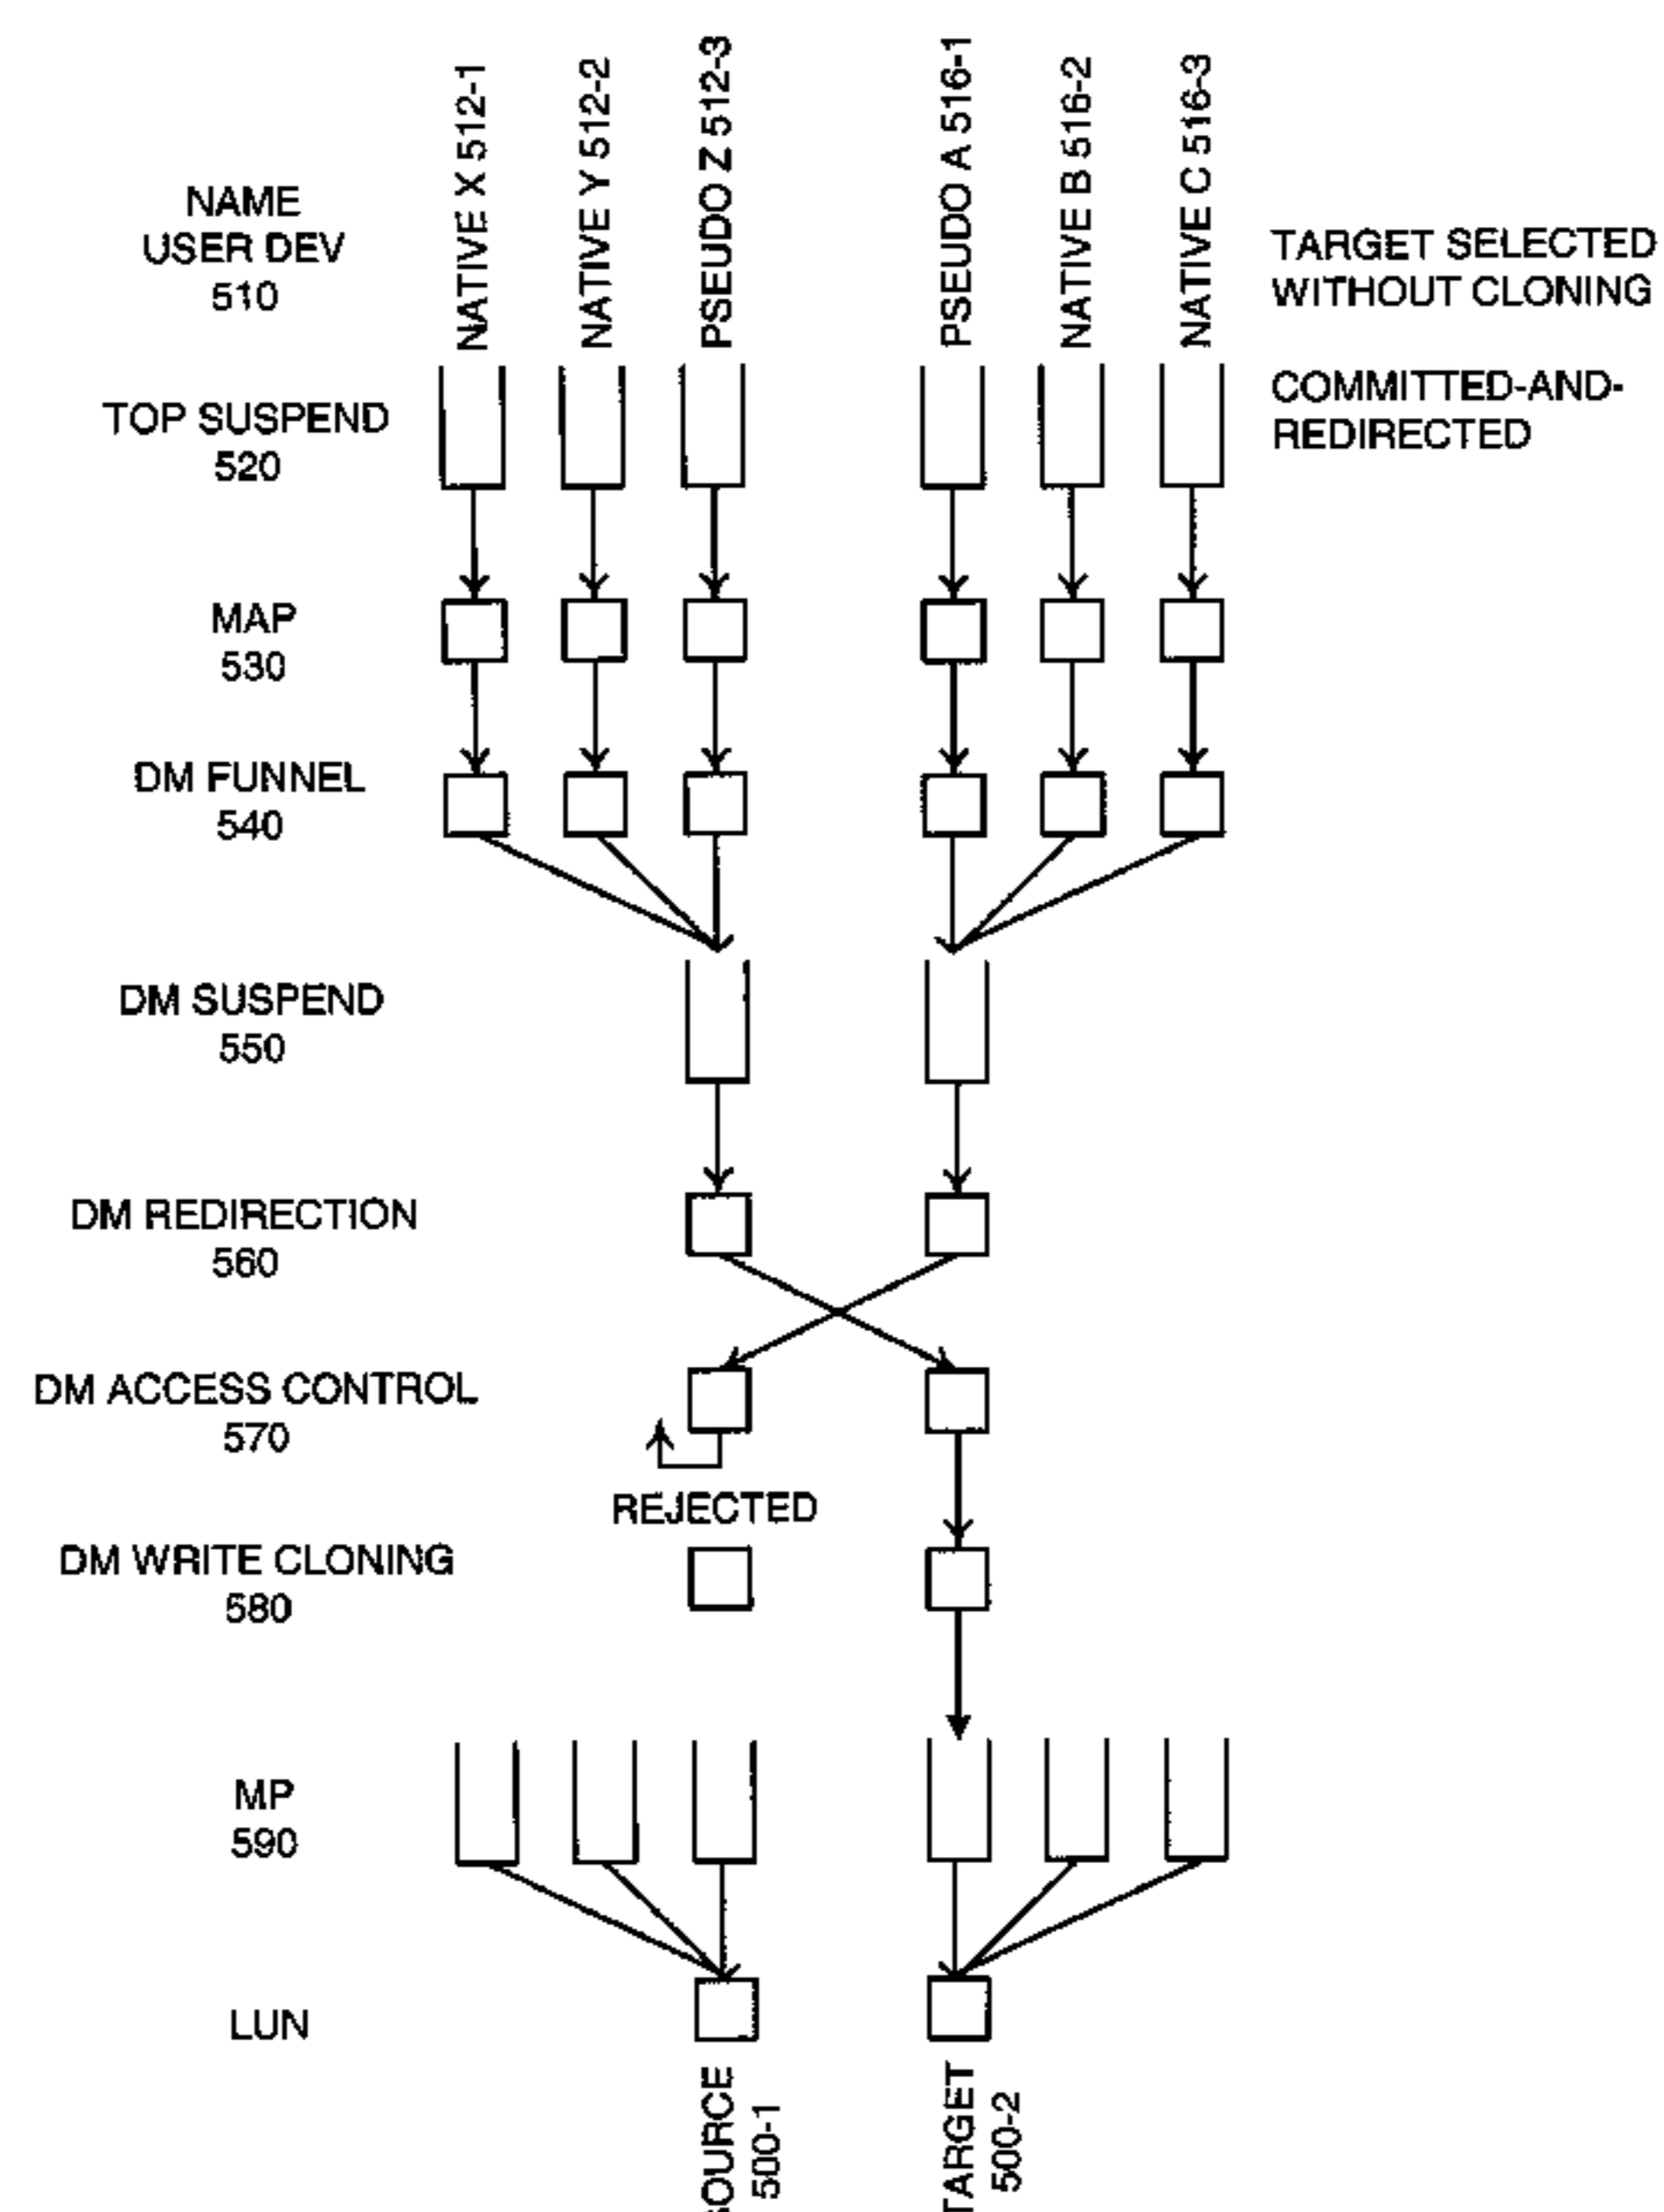 NATIVE X 512-1
NATIVE Y 512-2
PSEUDO Z 512-3
PSEUDO A 516-1
NATIVE B 516-2
NATIVE C 516-3
NAME
USER DEV
510
TARGET SELECTED
WITHOUT CLONING
COMMITTED-AND-
REDIRECTED
TOP SUSPEND
520
MAP
530
DM FUNNEL
540
DM SUSPEND
550
DM REDIRECTION
560
DM ACCESS CONTROL
570
REJECTED
DM WRITE CLONING
580
MP
590
LUN
SOURCE
500-1
TARGET
500-2